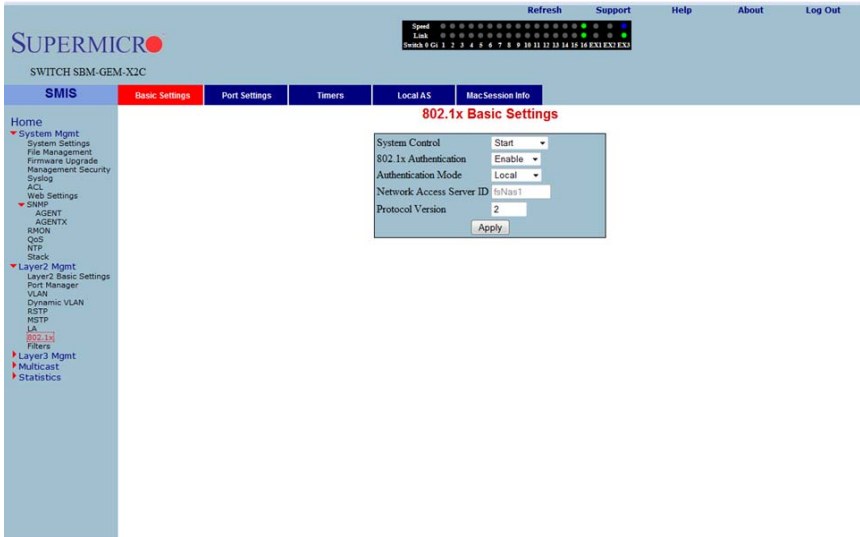 Refresh Support Help About Log Out
Speed
Link
Switch 0 Gi 1 2 3 4 5 6 7 8 9 10 11 12 13 14 15 16 EX1 EX2 EX3
SUPERMICRO
SWITCH SBM-GEM-X2C
SMIS
Basic Settings Port Settings Timers Local AS MacSession Info
802.1x Basic Settings
System Control Start
802.1x Authentication Enable
Authentication Mode Local
Network Access Server ID fsNas1
Protocol Version 2
Apply
Home
System Mgmt
System Settings
File Management
Firmware Upgrade
Management Security
Syslog
ACL
Web Settings
SNMP
AGENT
AGENTX
RMON
QoS
NTP
Stack
Layer2 Mgmt
Layer2 Basic Settings
Port Manager
VLAN
Dynamic VLAN
RSTP
MSTP
LA
802.1x
Filters
Layer3 Mgmt
Multicast
Statistics